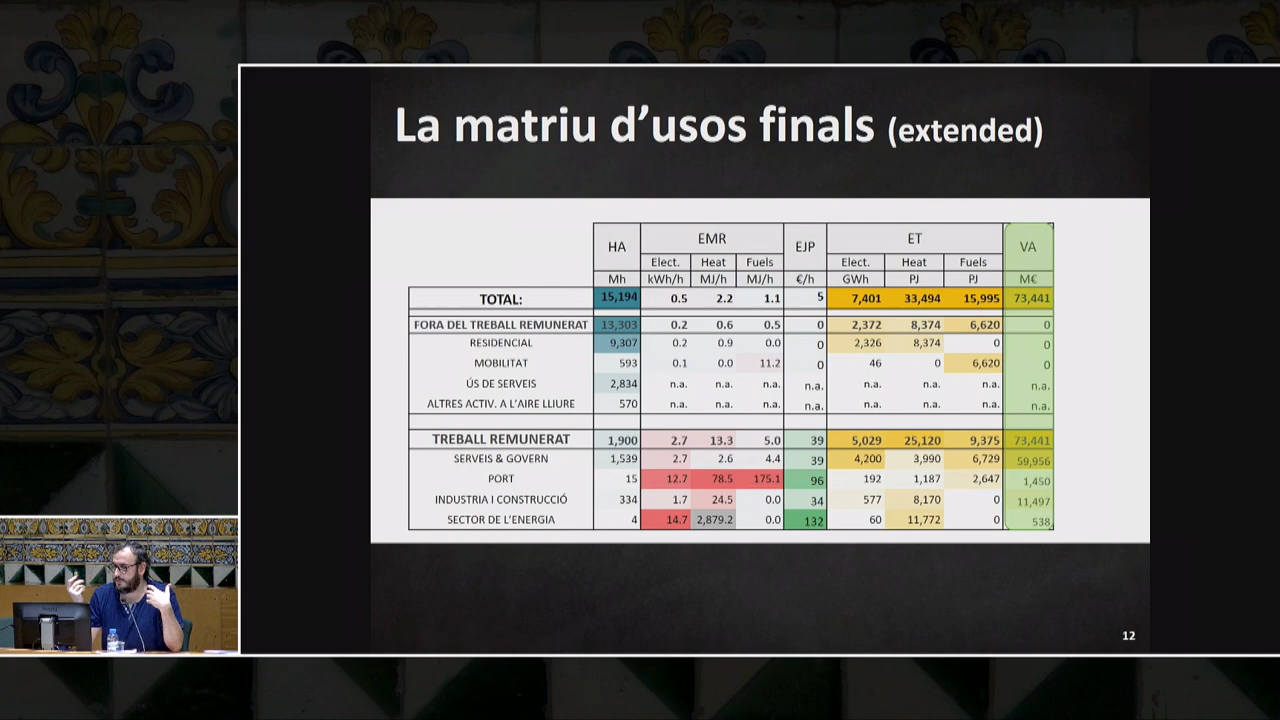 La matriu d'usos finals (extended)
HA EMR EJP ET VA
Elect. Heat Fuels Elect. Heat Fuels
Mh kWh/h MJ/h MJ/h €/h GWh PJ PJ M€
TOTAL: 15,194 0.5 2.2 1.1 5 7,401 33,494 15,995 73,441
FORA DEL TREBALL REMUNERAT 13,303 0.2 0.6 0.5 0 2,372 8,374 6,620 0
RESIDENCIAL 9,307 0.2 0.9 0.0 0 2,326 8,374 0 0
MOBILITAT 593 0.1 0.0 11.2 0 46 0 6,620 0
ÚS DE SERVEIS 2,834 n.a. n.a. n.a. n.a. n.a. n.a. n.a. n.a.
ALTRES ACTIV. A L'AIRE LLIURE 570 n.a. n.a. n.a. n.a. n.a. n.a. n.a. n.a.
TREBALL REMUNERAT 1,900 2.7 13.3 5.0 39 5,029 25,120 9,375 73,441
SERVEIS & GOVERN 1,539 2.7 2.6 4.4 39 4,200 3,990 6,729 59,956
PORT 15 12.7 78.5 175.1 96 192 1,187 2,647 1,450
INDUSTRIA I CONSTRUCCIÓ 334 1.7 24.5 0.0 34 577 8,170 0 11,497
SECTOR DE L'ENERGIA 4 14.7 2,879.2 0.0 132 60 11,772 0 538
12